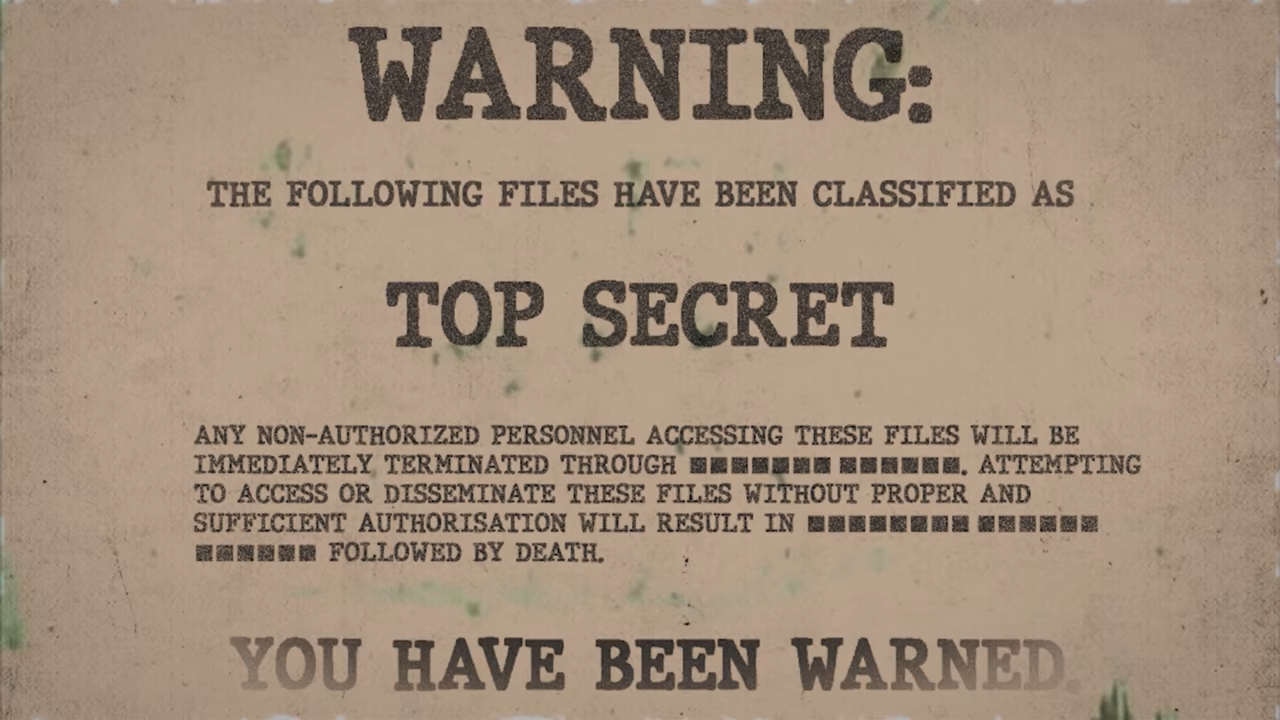 WARNING:
THE FOLLOWING FILES HAVE BEEN CLASSIFIED AS
TOP SECRET
ANY NON-AUTHORIZED PERSONNEL ACCESSING THESE FILES WILL BE
IMMEDIATELY TERMINATED THROUGH ■■■■■■■ ■■■■■■. ATTEMPTING
TO ACCESS OR DISSEMINATE THESE FILES WITHOUT PROPER AND
SUFFICIENT AUTHORISATION WILL RESULT IN ■■■■■■■■ ■■■■■■
■■■■■■ FOLLOWED BY DEATH.
YOU HAVE BEEN WARNED.